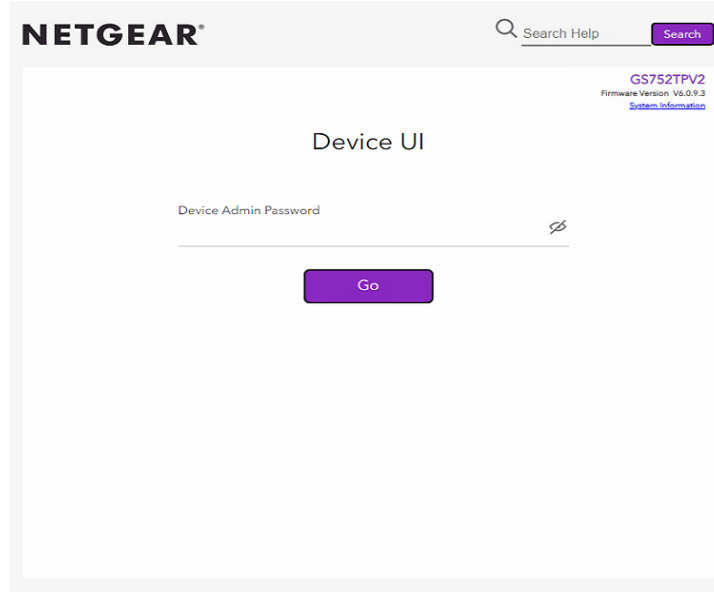 NETGEAR®
Search Help
Search
GS752TPV2
Firmware Version V6.0.9.3
System Information
Device UI
Device Admin Password
Go